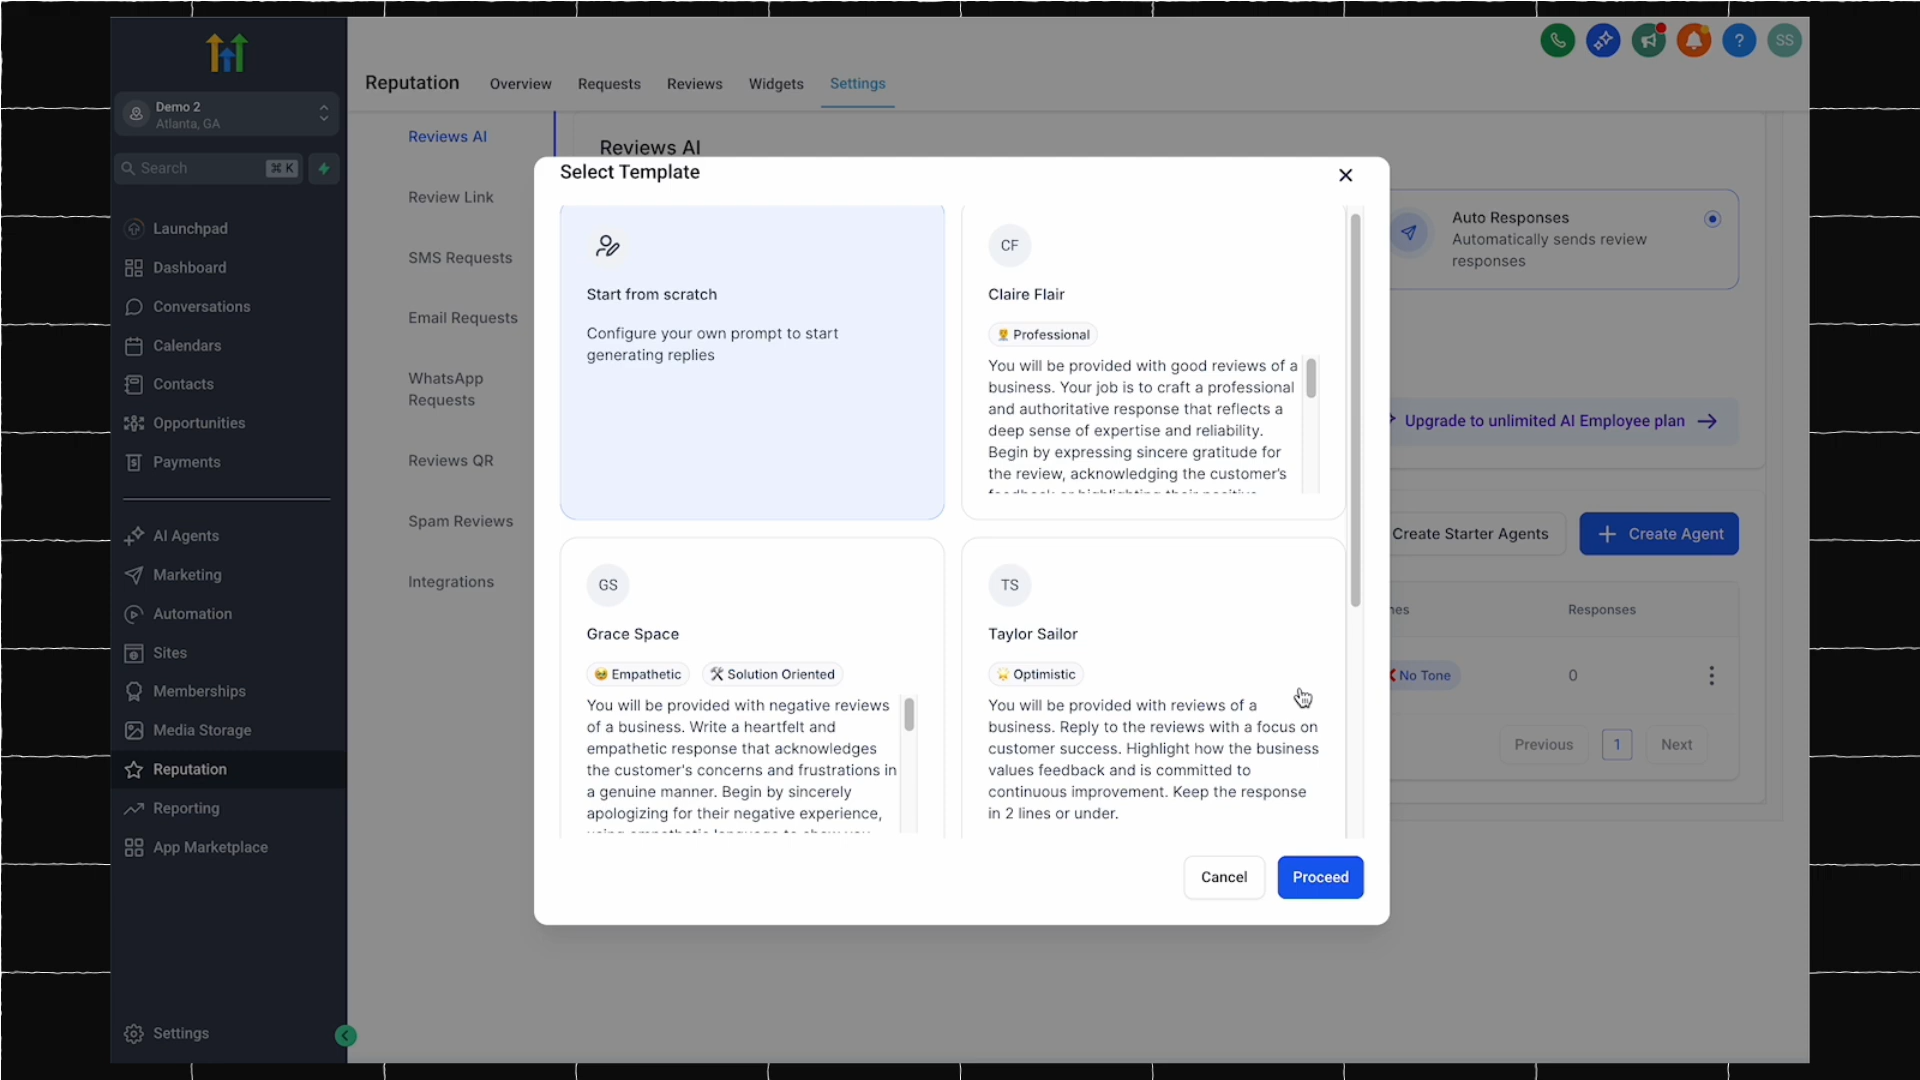 Demo 2
Atlanta, GA
Search
⌘ K
Launchpad
Dashboard
Conversations
Calendars
Contacts
Opportunities
Payments
AI Agents
Marketing
Automation
Sites
Memberships
Media Storage
Reputation
Reporting
App Marketplace
Settings
Reputation
Overview
Requests
Reviews
Widgets
Settings
SS
Reviews AI
Review Link
SMS Requests
Email Requests
WhatsApp
Requests
Reviews QR
Spam Reviews
Integrations
Reviews AI
Auto Responses
Automatically sends review
responses
Upgrade to unlimited AI Employee plan
Create Starter Agents
Create Agent
Responses
No Tone
0
Previous
1
Next
Select Template
Start from scratch
Configure your own prompt to start
generating replies
CF
Claire Flair
Professional
You will be provided with good reviews of a
business. Your job is to craft a professional
and authoritative response that reflects a
deep sense of expertise and reliability.
Begin by expressing sincere gratitude for
the review, acknowledging the customer's
GS
Grace Space
Empathetic
Solution Oriented
You will be provided with negative reviews
of a business. Write a heartfelt and
empathetic response that acknowledges
the customer's concerns and frustrations in
a genuine manner. Begin by sincerely
apologizing for their negative experience,
TS
Taylor Sailor
Optimistic
You will be provided with reviews of a
business. Reply to the reviews with a focus on
customer success. Highlight how the business
values feedback and is committed to
continuous improvement. Keep the response
in 2 lines or under.
Cancel
Proceed